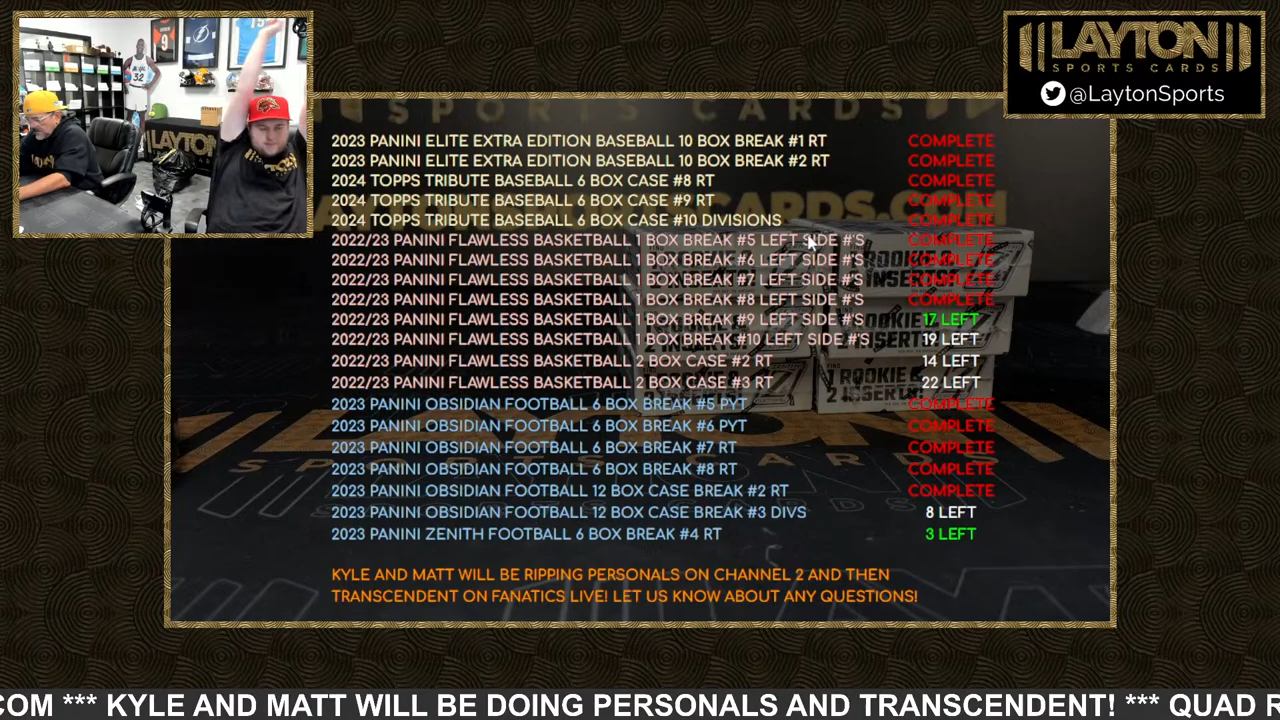 LAYTON
SPORTS CARDS
@LaytonSports
2023 PANINI ELITE EXTRA EDITION BASEBALL 10 BOX BREAK #1 RT COMPLETE
2023 PANINI ELITE EXTRA EDITION BASEBALL 10 BOX BREAK #2 RT COMPLETE
2024 TOPPS TRIBUTE BASEBALL 6 BOX CASE #8 RT COMPLETE
2024 TOPPS TRIBUTE BASEBALL 6 BOX CASE #9 RT COMPLETE
2024 TOPPS TRIBUTE BASEBALL 6 BOX CASE #10 DIVISIONS COMPLETE
2022/23 PANINI FLAWLESS BASKETBALL 1 BOX BREAK #5 LEFT SIDE #'S COMPLETE
2022/23 PANINI FLAWLESS BASKETBALL 1 BOX BREAK #6 LEFT SIDE #'S COMPLETE
2022/23 PANINI FLAWLESS BASKETBALL 1 BOX BREAK #7 LEFT SIDE #'S COMPLETE
2022/23 PANINI FLAWLESS BASKETBALL 1 BOX BREAK #8 LEFT SIDE #'S COMPLETE
2022/23 PANINI FLAWLESS BASKETBALL 1 BOX BREAK #9 LEFT SIDE #'S 17 LEFT
2022/23 PANINI FLAWLESS BASKETBALL 1 BOX BREAK #10 LEFT SIDE #'S 19 LEFT
2022/23 PANINI FLAWLESS BASKETBALL 2 BOX CASE #2 RT 14 LEFT
2022/23 PANINI FLAWLESS BASKETBALL 2 BOX CASE #3 RT 22 LEFT
2023 PANINI OBSIDIAN FOOTBALL 6 BOX BREAK #5 PYT COMPLETE
2023 PANINI OBSIDIAN FOOTBALL 6 BOX BREAK #6 PYT COMPLETE
2023 PANINI OBSIDIAN FOOTBALL 6 BOX BREAK #7 RT COMPLETE
2023 PANINI OBSIDIAN FOOTBALL 6 BOX BREAK #8 RT COMPLETE
2023 PANINI OBSIDIAN FOOTBALL 12 BOX CASE BREAK #2 RT COMPLETE
2023 PANINI OBSIDIAN FOOTBALL 12 BOX CASE BREAK #3 DIVS 8 LEFT
2023 PANINI ZENITH FOOTBALL 6 BOX BREAK #4 RT 3 LEFT
KYLE AND MATT WILL BE RIPPING PERSONALS ON CHANNEL 2 AND THEN
TRANSCENDENT ON FANATICS LIVE! LET US KNOW ABOUT ANY QUESTIONS!
COM *** KYLE AND MATT WILL BE DOING PERSONALS AND TRANSCENDENT! *** QUAD R